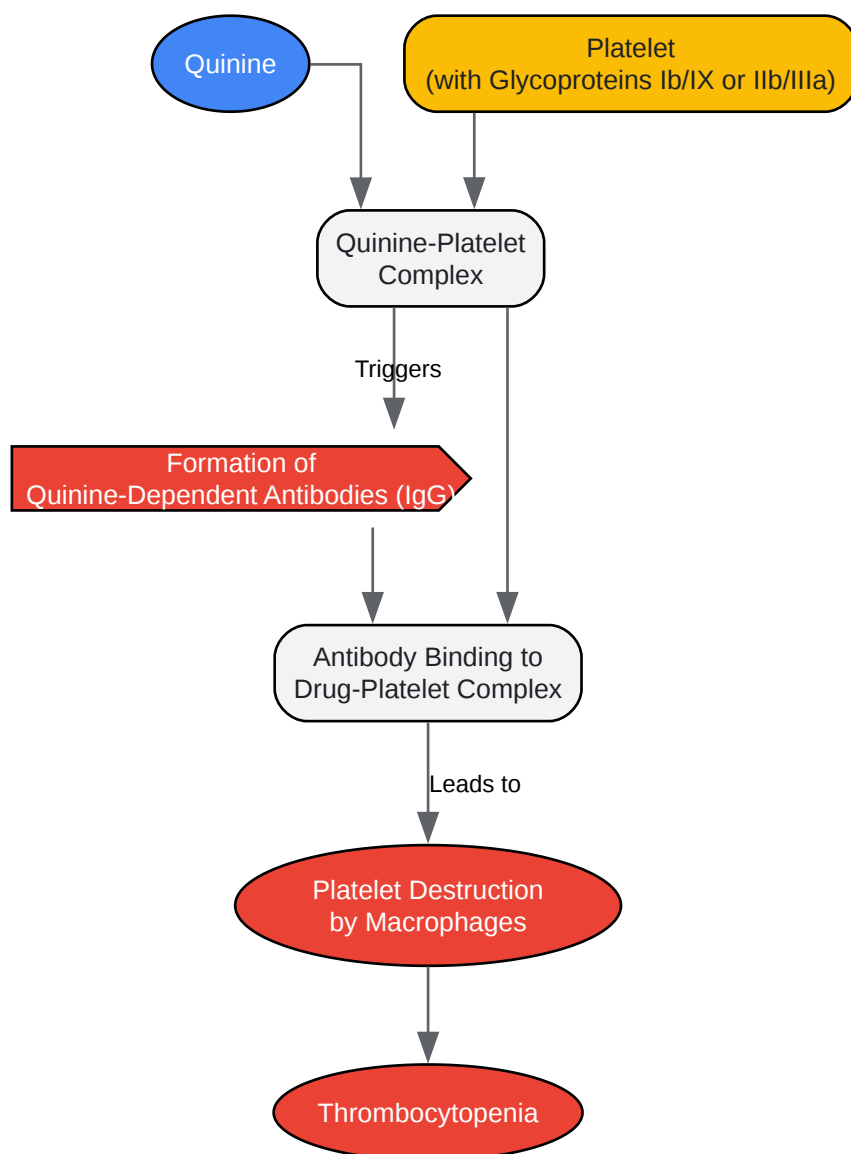 Quinine
Platelet
(with Glycoproteins Ib/IX or IIb/IIIa)
Quinine-Platelet
Complex
Triggers
Formation of
Quinine-Dependent Antibodies (IgG)
Antibody Binding to
Drug-Platelet Complex
Leads to
Platelet Destruction
by Macrophages
Thrombocytopenia